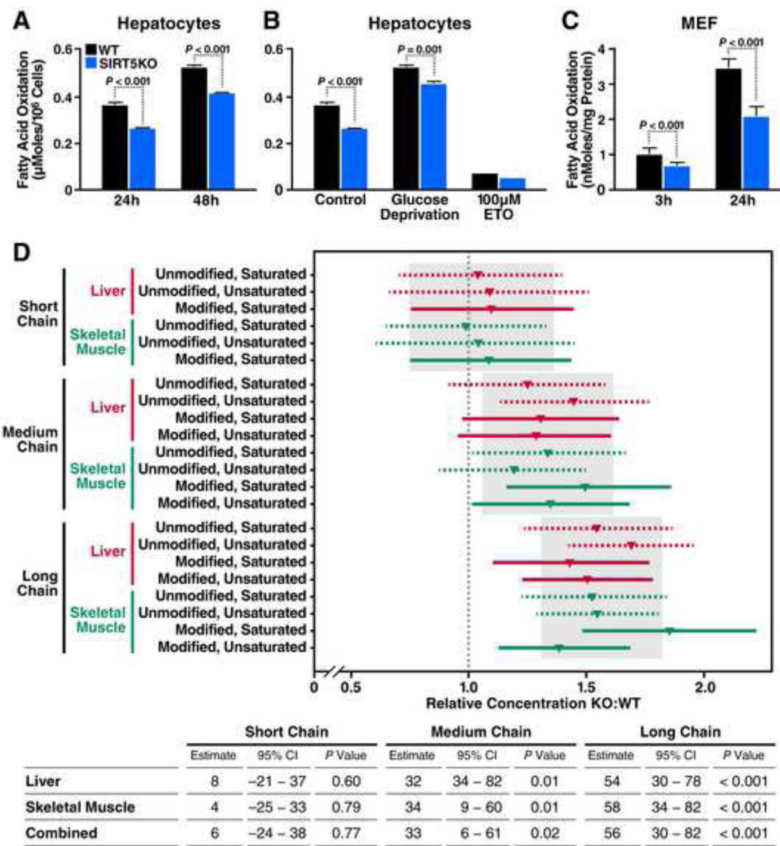 A
Hepatocytes
Fatty Acid Oxidation
(µMoles/10⁶ Cells)
0.6
0.4
0.2
0
WT
SIRT5KO
P < 0.001
P < 0.001
24h
48h
B
Hepatocytes
0.6
0.4
0.2
0
P < 0.001
P = 0.001
Control
Glucose
Deprivation
100µM
ETO
C
MEF
Fatty Acid Oxidation
(nMoles/mg Protein)
4
3
2
1
0
P < 0.001
P < 0.001
3h
24h
D
Short
Chain
Liver
Unmodified, Saturated
Unmodified, Unsaturated
Modified, Saturated
Skeletal
Muscle
Unmodified, Saturated
Unmodified, Unsaturated
Modified, Saturated
Medium
Chain
Liver
Unmodified, Saturated
Unmodified, Unsaturated
Modified, Saturated
Modified, Unsaturated
Skeletal
Muscle
Unmodified, Saturated
Unmodified, Unsaturated
Modified, Saturated
Modified, Unsaturated
Long
Chain
Liver
Unmodified, Saturated
Unmodified, Unsaturated
Modified, Saturated
Modified, Unsaturated
Skeletal
Muscle
Unmodified, Saturated
Unmodified, Unsaturated
Modified, Saturated
Modified, Unsaturated
0 0.5 1.0 1.5 2.0
Relative Concentration KO:WT
Short Chain Medium Chain Long Chain
Estimate 95% CI P Value Estimate 95% CI P Value Estimate 95% CI P Value
Liver 8 –21 – 37 0.60 32 34 – 82 0.01 54 30 – 78 < 0.001
Skeletal Muscle 4 –25 – 33 0.79 34 9 – 60 0.01 58 34 – 82 < 0.001
Combined 6 –24 – 38 0.77 33 6 – 61 0.02 56 30 – 82 < 0.001